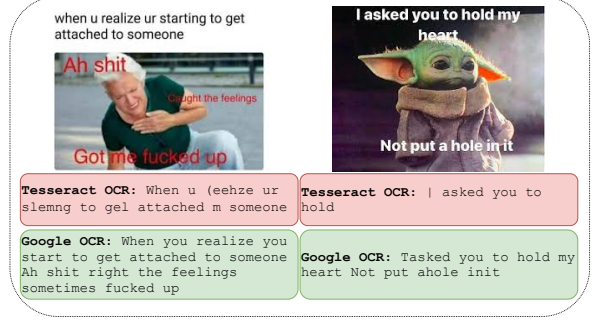 when u realize ur starting to get
attached to someone
Ah shit
Caught the feelings
Got me fucked up
I asked you to hold my
heart
Not put a hole in it
Tesseract OCR: When u (eehze ur
slemng to gel attached m someone
Tesseract OCR: | asked you to
hold
Google OCR: When you realize you
start to get attached to someone
Ah shit right the feelings
sometimes fucked up
Google OCR: Tasked you to hold my
heart Not put ahole init